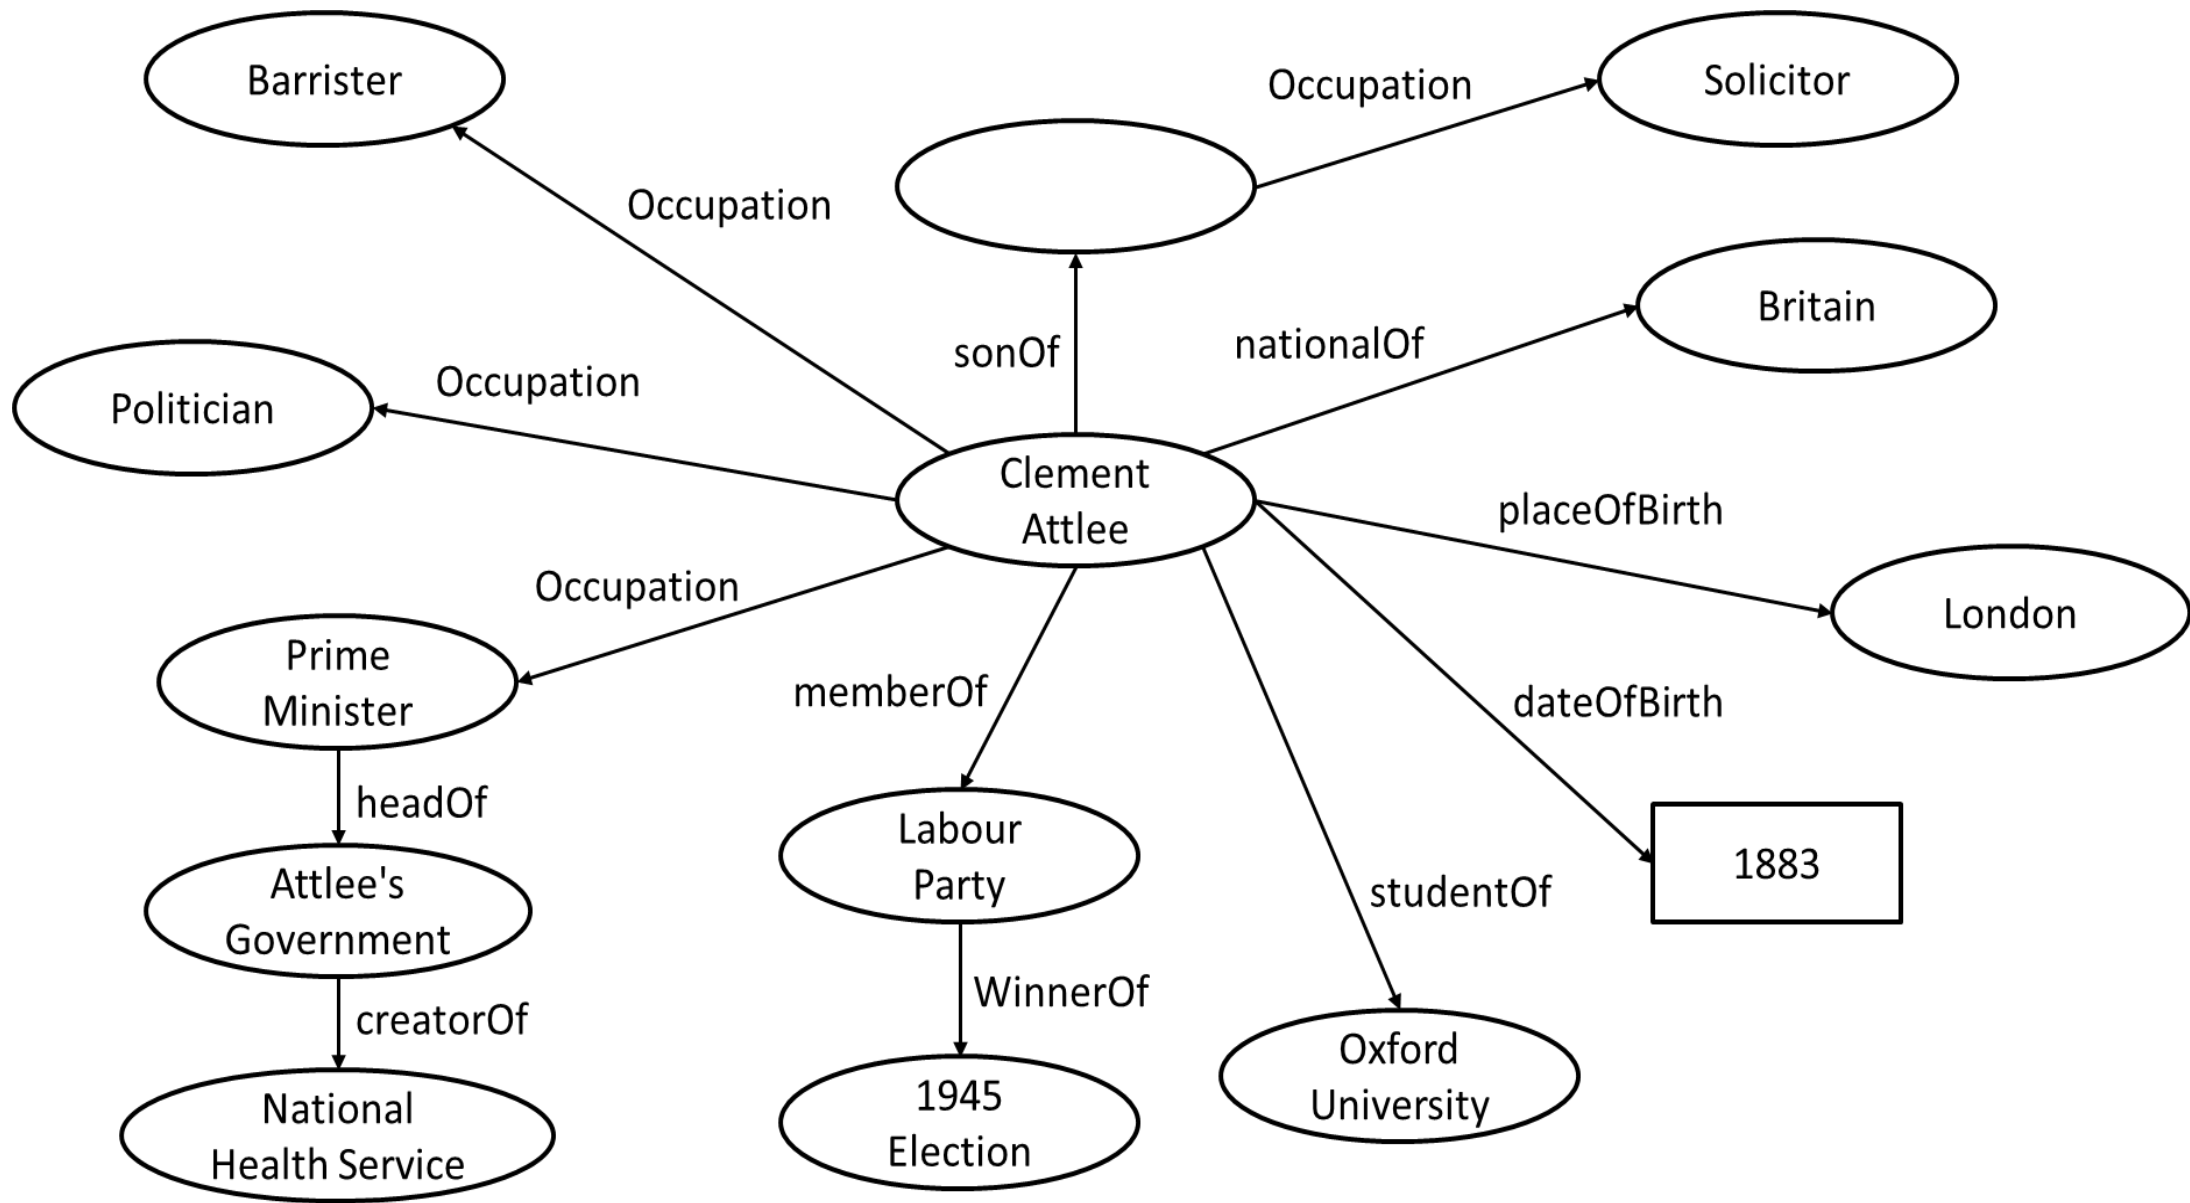 Barrister
Occupation
Solicitor
Occupation
Britain
sonOf
nationalOf
Politician
Occupation
Clement
Attlee
placeOfBirth
London
Occupation
Prime
Minister
memberOf
dateOfBirth
headOf
Labour
Party
1883
Attlee's
Government
studentOf
creatorOf
WinnerOf
Oxford
University
National
Health Service
1945
Election